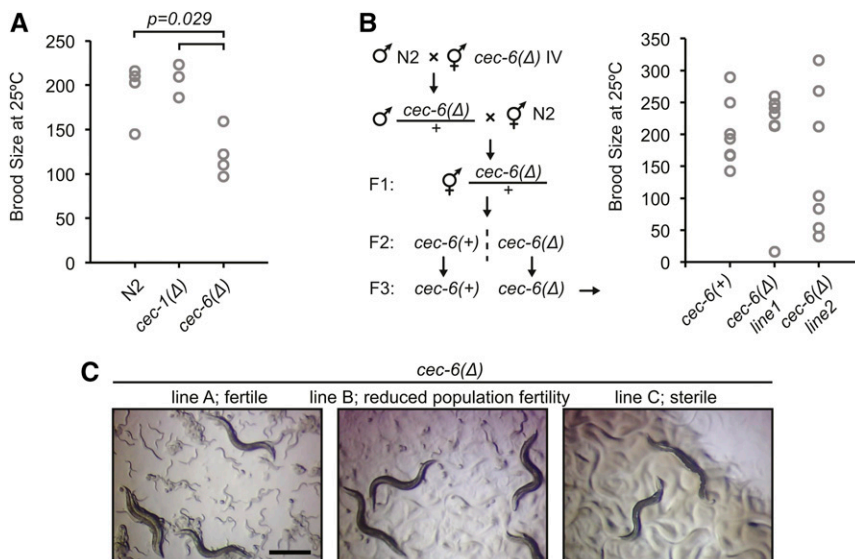 A
p=0.029
Brood Size at 25ºC
250
200
150
100
50
0
N2
cec-1(Δ)
cec-6(Δ)
B
♂ N2 × ⚥ cec-6(Δ) IV
♂ cec-6(Δ) × ⚥ N2
+
F1: ⚥ cec-6(Δ)
+
F2: cec-6(+) cec-6(Δ)
F3: cec-6(+) cec-6(Δ)
Brood Size at 25ºC
350
300
250
200
150
100
50
0
cec-6(+)
cec-6(Δ)
line1
cec-6(Δ)
line2
C
cec-6(Δ)
line A; fertile
line B; reduced population fertility
line C; sterile